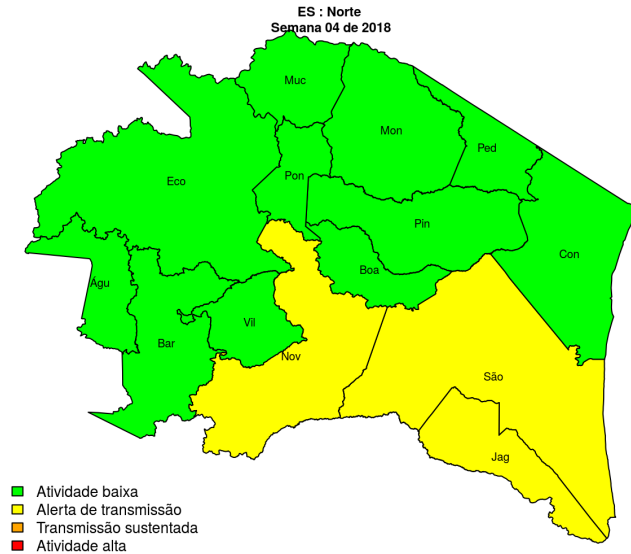 ES : Norte
Semana 04 de 2018
Muc
Mon
Ped
Eco
Pon
Pin
Con
Boa
Águ
Vil
Bar
Nov
São
Jag
Atividade baixa
Alerta de transmissão
Transmissão sustentada
Atividade alta